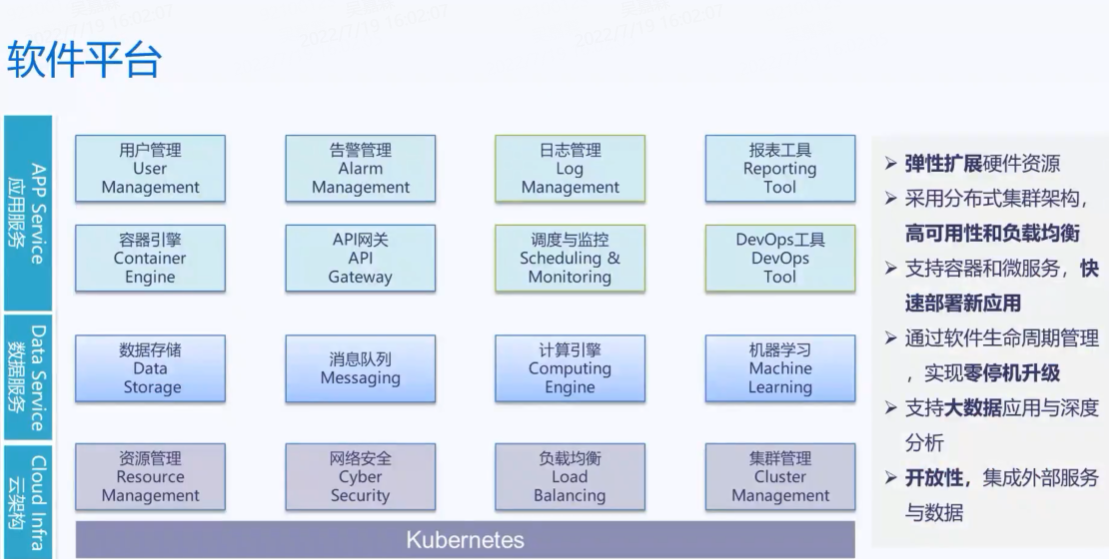 2022/7/19 16:02:07
2022/7/19 16:02:07
软件平台
APP Service
应用服务
用户管理
User
Management
告警管理
Alarm
Management
日志管理
Log
Management
报表工具
Reporting
Tool
容器引擎
Container
Engine
API网关
API
Gateway
调度与监控
Scheduling &
Monitoring
DevOps工具
DevOps
Tool
Data Service
数据服务
数据存储
Data
Storage
消息队列
Messaging
计算引擎
Computing
Engine
机器学习
Machine
Learning
Cloud Infra
云架构
资源管理
Resource
Management
网络安全
Cyber
Security
负载均衡
Load
Balancing
集群管理
Cluster
Management
Kubernetes
➢ 弹性扩展硬件资源
➢ 采用分布式集群架构，
高可用性和负载均衡
➢ 支持容器和微服务，快
速部署新应用
➢ 通过软件生命周期管理
，实现零停机升级
➢ 支持大数据应用与深度
分析
➢ 开放性，集成外部服务
与数据